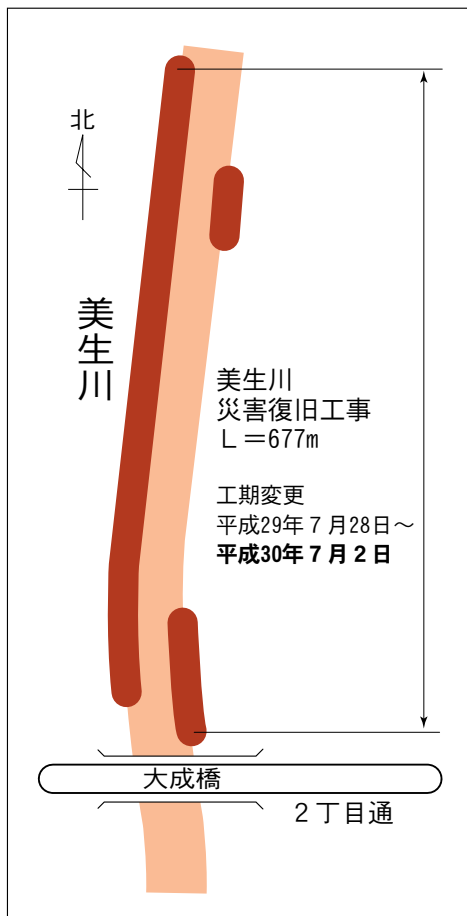 北
美生川
美生川
災害復旧工事
Ｌ＝677m
工期変更
平成29年７月28日～
平成30年７月２日
大成橋
２丁目通